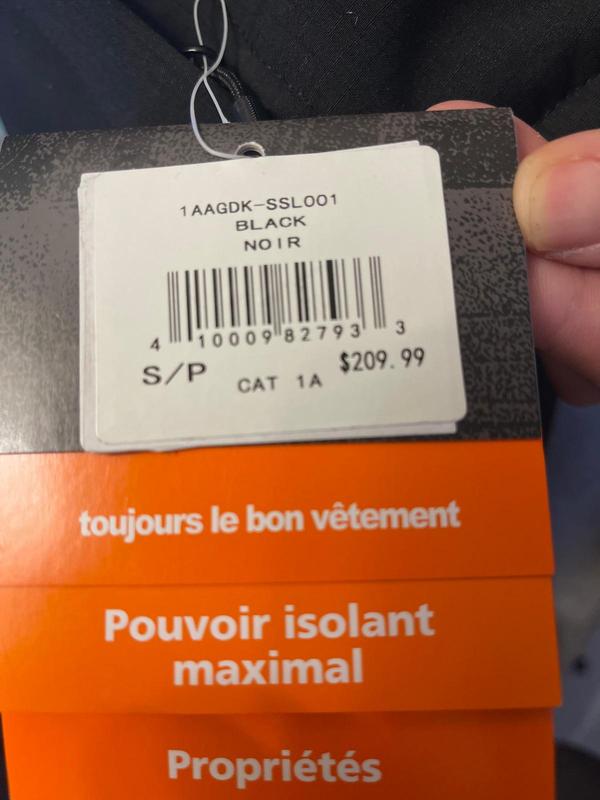 1AAGDK-SSL001
BLACK
NOIR
4 10009 82793 3
S/P CAT 1A $209.99
toujours le bon vêtement
Pouvoir isolant
maximal
Propriétés